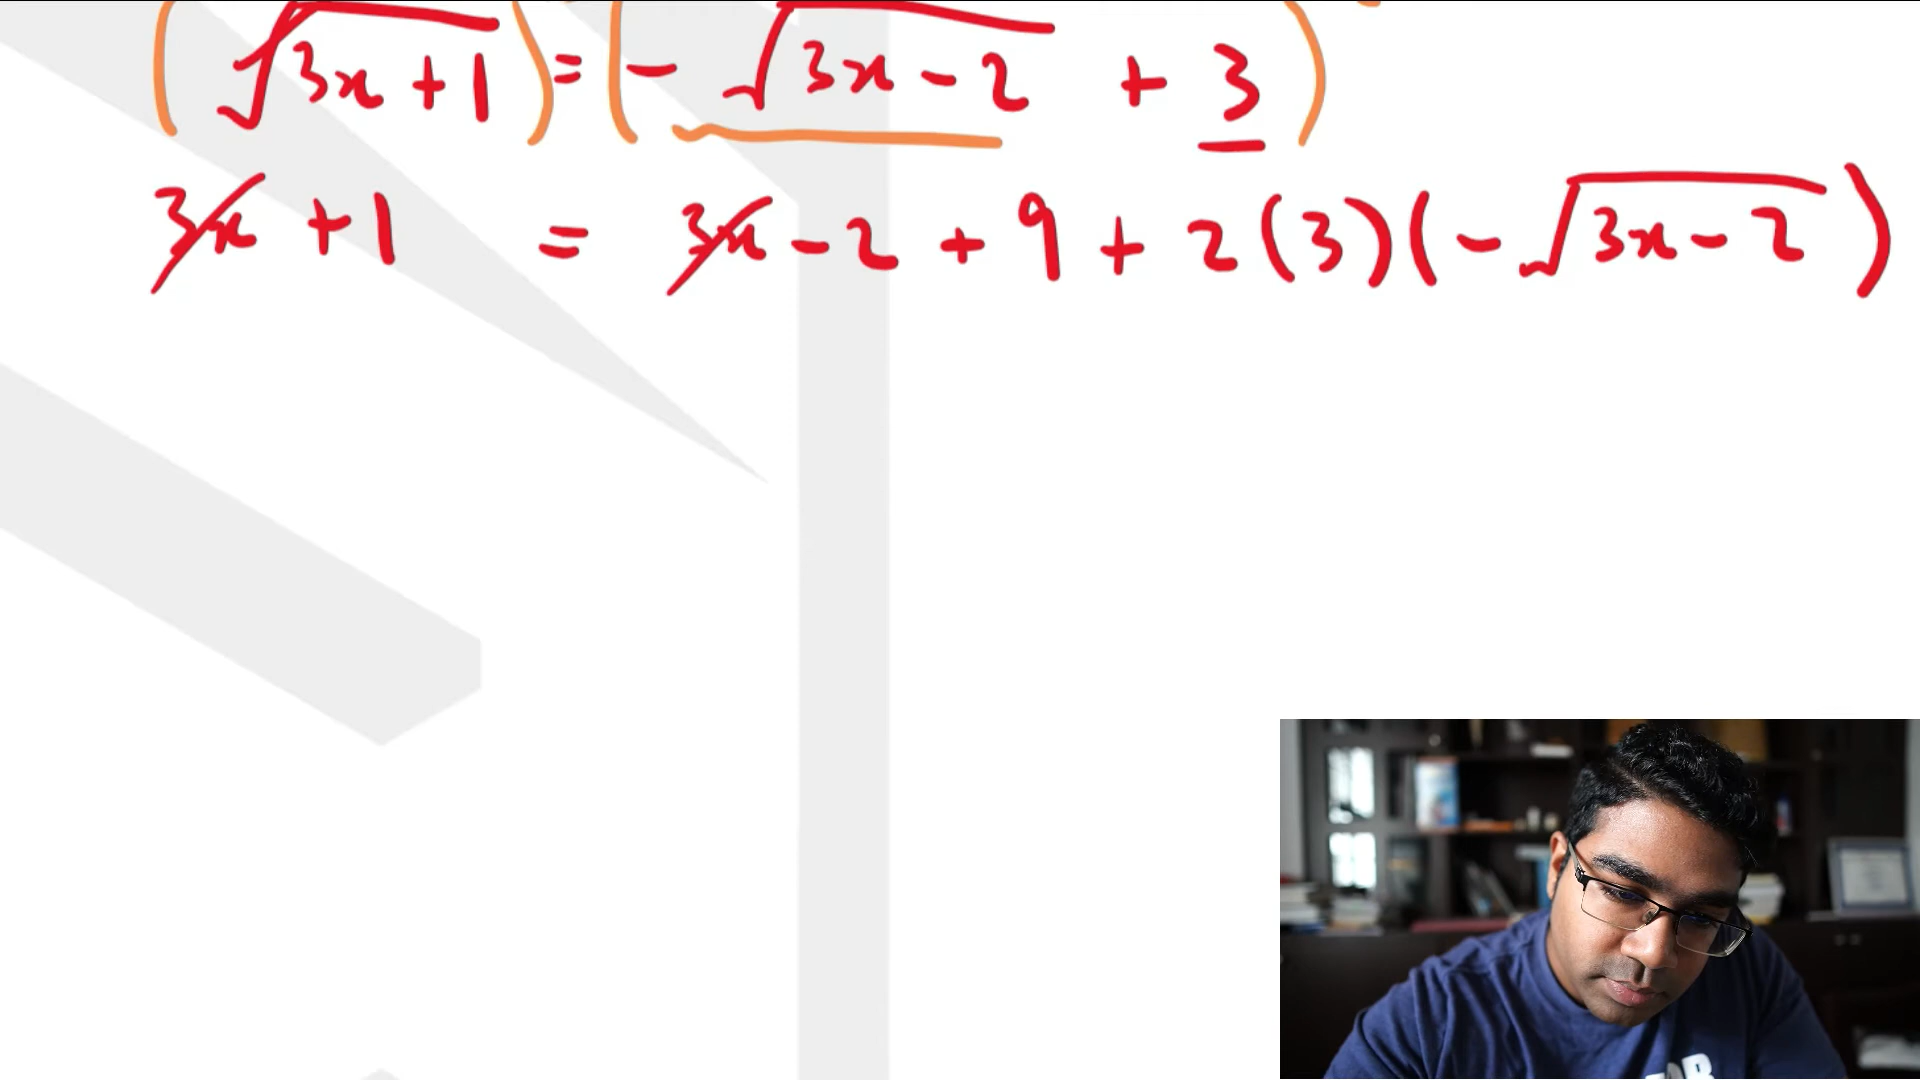 (√(3x + 1)) = (- √(3x - 2) + 3)
3x + 1 = 3x - 2 + 9 + 2(3)(-√(3x - 2))